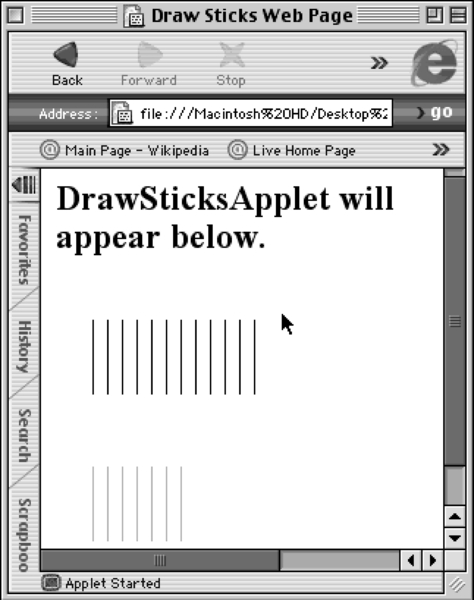 Draw Sticks Web Page
Back Forward Stop »
Address: file:///Macintosh%20HD/Desktop%2 go
@ Main Page - Wikipedia @ Live Home Page »
DrawSticksApplet will
appear below.
Favorites
History
Search
Scrapboo
Applet Started